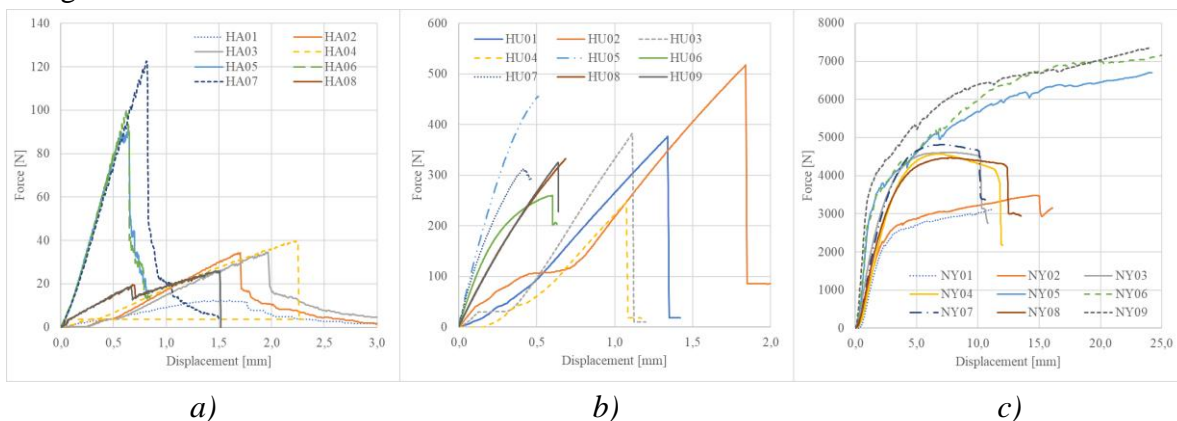 140
120
100
80
60
40
20
0
Force [N]
HA01 HA02
HA03 HA04
HA05 HA06
HA07 HA08
0,0 0,5 1,0 1,5 2,0 2,5 3,0
Displacement [mm]
a)
600
500
400
300
200
100
0
Force [N]
HU01 HU02 HU03
HU04 HU05 HU06
HU07 HU08 HU09
0,0 0,5 1,0 1,5 2,0
Displacement [mm]
b)
8000
7000
6000
5000
4000
3000
2000
1000
0
Force [N]
NY01 NY02 NY03
NY04 NY05 NY06
NY07 NY08 NY09
0,0 5,0 10,0 15,0 20,0 25,0
Displacement [mm]
c)